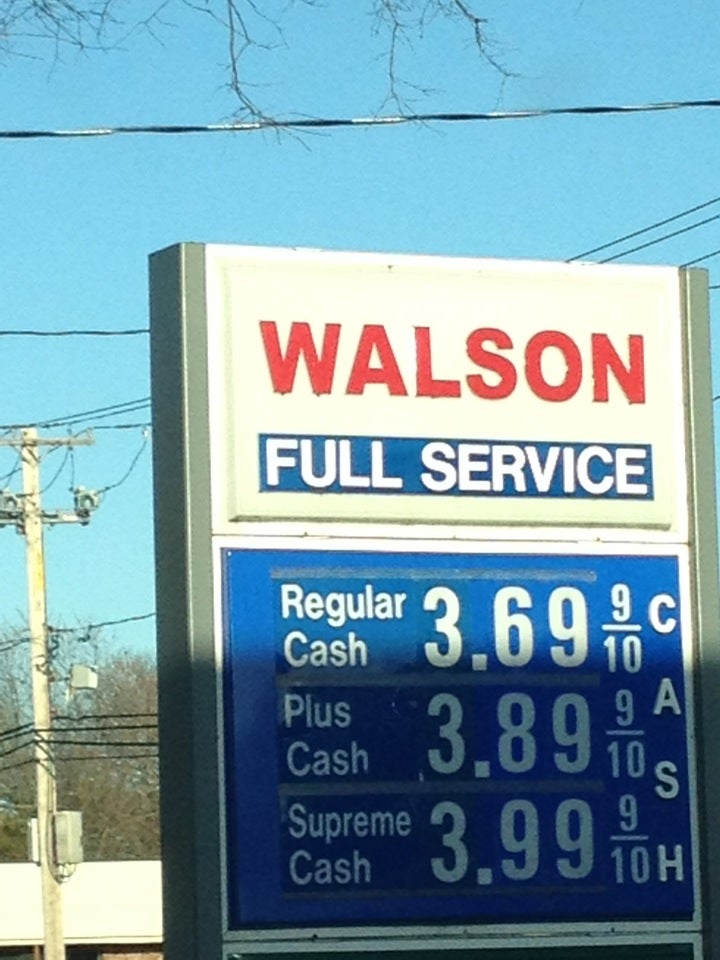 WALSON
FULL SERVICE
Regular Cash 3.69 9/10 C
Plus Cash 3.89 9/10 A
S
Supreme Cash 3.99 9/10 H